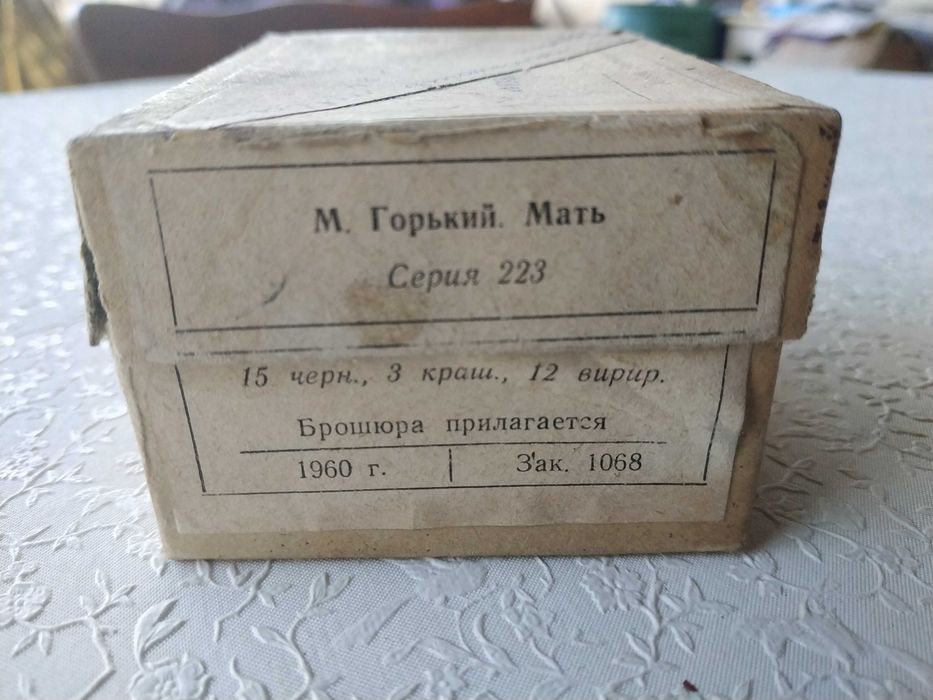 М. Горький. Мать
Серия 223
15 черн., 3 краш., 12 вирир.
Брошюра прилагается
1960 г. Зак. 1068